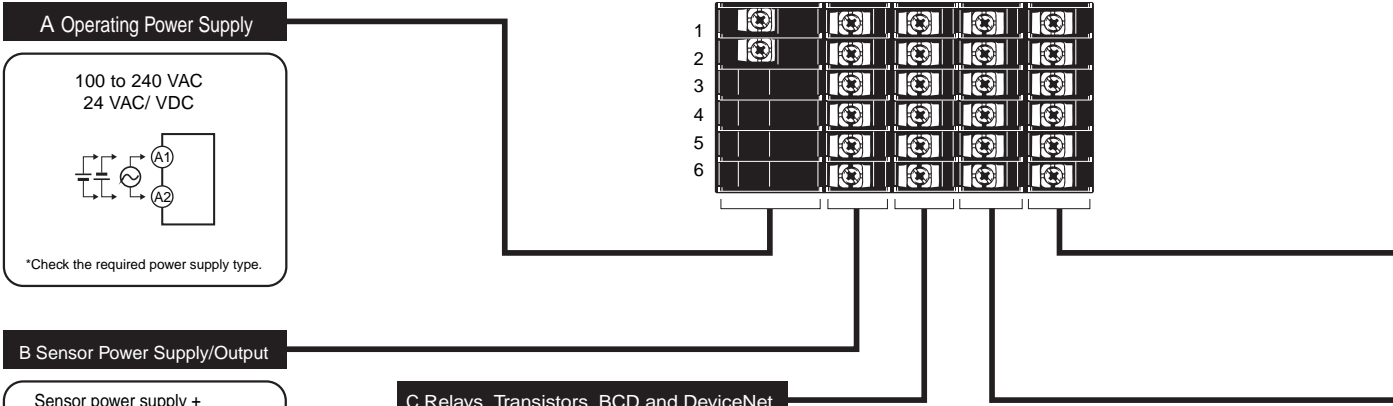 A Operating Power Supply
100 to 240 VAC
24 VAC/ VDC
A1
A2
*Check the required power supply type.
1
2
3
4
5
6
B Sensor Power Supply/Output
Sensor power supply +
C Relays, Transistors, BCD and DeviceNet